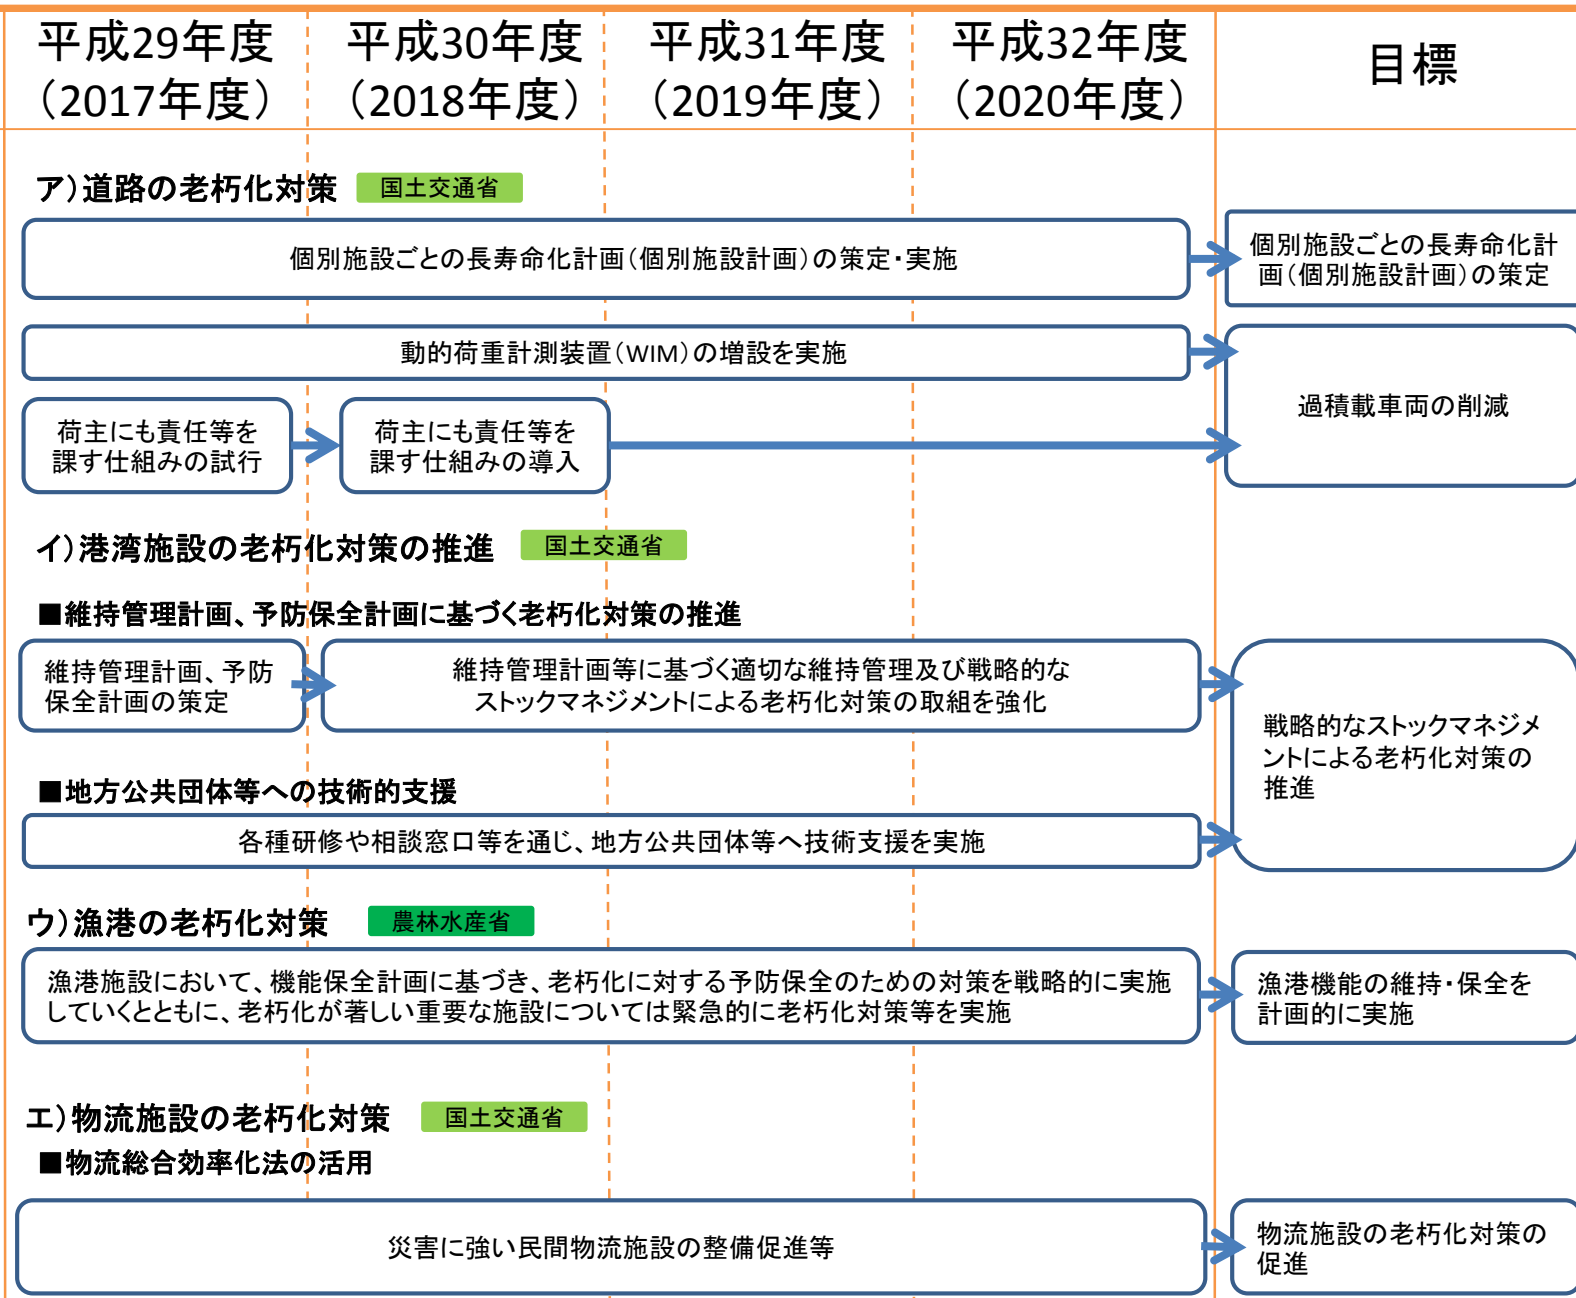 平成29年度
（2017年度）
平成30年度
（2018年度）
平成31年度
（2019年度）
平成32年度
（2020年度）
目標
ア）道路の老朽化対策
国土交通省
個別施設ごとの長寿命化計画（個別施設計画）の策定・実施
個別施設ごとの長寿命化計
画（個別施設計画）の策定
動的荷重計測装置（WIM）の増設を実施
過積載車両の削減
荷主にも責任等を
課す仕組みの試行
荷主にも責任等を
課す仕組みの導入
イ）港湾施設の老朽化対策の推進
国土交通省
■維持管理計画、予防保全計画に基づく老朽化対策の推進
維持管理計画、予防
保全計画の策定
維持管理計画等に基づく適切な維持管理及び戦略的な
ストックマネジメントによる老朽化対策の取組を強化
戦略的なストックマネジメ
ントによる老朽化対策の
推進
■地方公共団体等への技術的支援
各種研修や相談窓口等を通じ、地方公共団体等へ技術支援を実施
ウ）漁港の老朽化対策
農林水産省
漁港施設において、機能保全計画に基づき、老朽化に対する予防保全のための対策を戦略的に実施
していくとともに、老朽化が著しい重要な施設については緊急的に老朽化対策等を実施
漁港機能の維持・保全を
計画的に実施
エ）物流施設の老朽化対策
国土交通省
■物流総合効率化法の活用
災害に強い民間物流施設の整備促進等
物流施設の老朽化対策の
促進